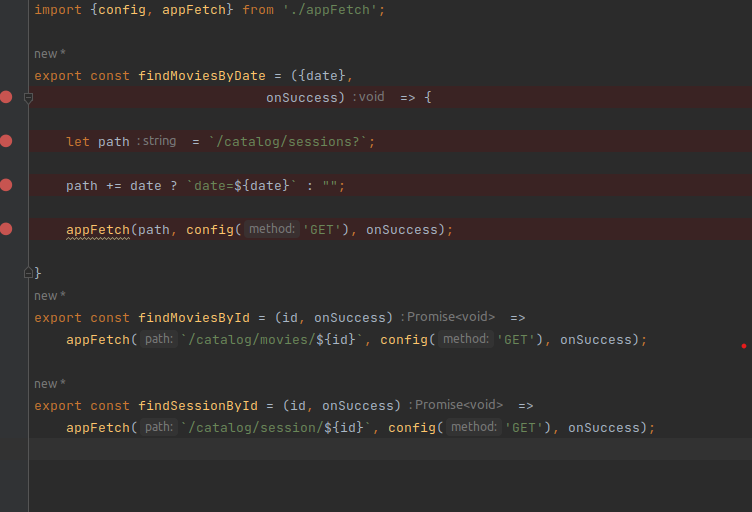 import {config, appFetch} from './appFetch';
new *
export const findMoviesByDate = ({date},
onSuccess) : void => {
let path : string = `/catalog/sessions?`;
path += date ? `date=${date}` : "";
appFetch(path, config( method: 'GET'), onSuccess);
}
new *
export const findMoviesById = (id, onSuccess) : Promise<void> =>
appFetch( path: `/catalog/movies/${id}`, config( method: 'GET'), onSuccess);
new *
export const findSessionById = (id, onSuccess) : Promise<void> =>
appFetch( path: `/catalog/session/${id}`, config( method: 'GET'), onSuccess);